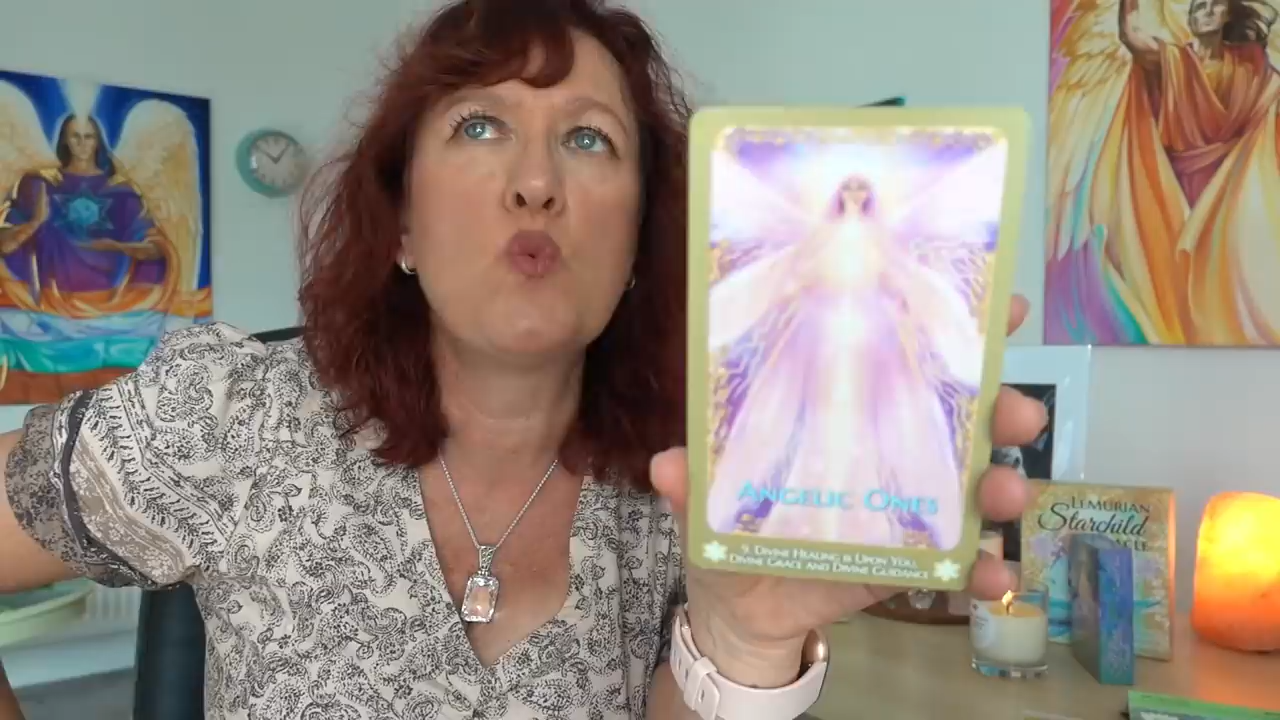 Angelic Ones
9. Divine Healing is Upon You,
Divine Grace and Divine Guidance
Lemurian
Starchild